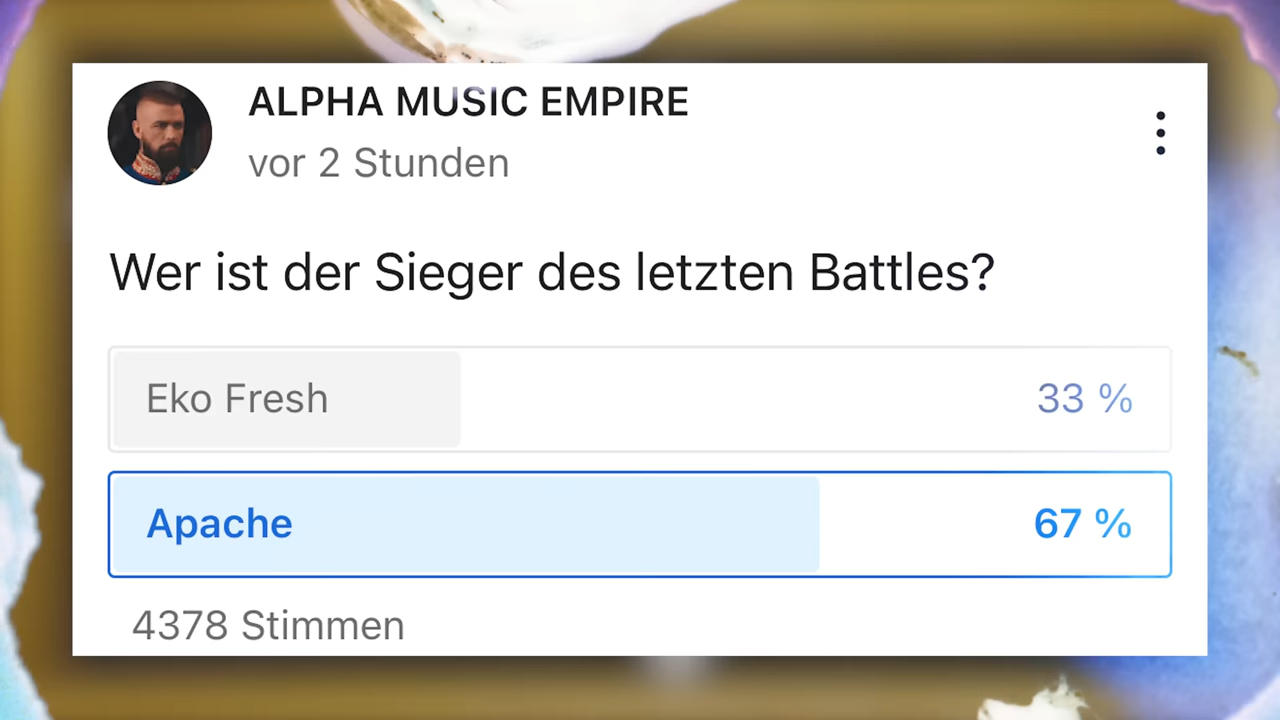 ALPHA MUSIC EMPIRE
vor 2 Stunden
Wer ist der Sieger des letzten Battles?
Eko Fresh 33 %
Apache 67 %
4378 Stimmen